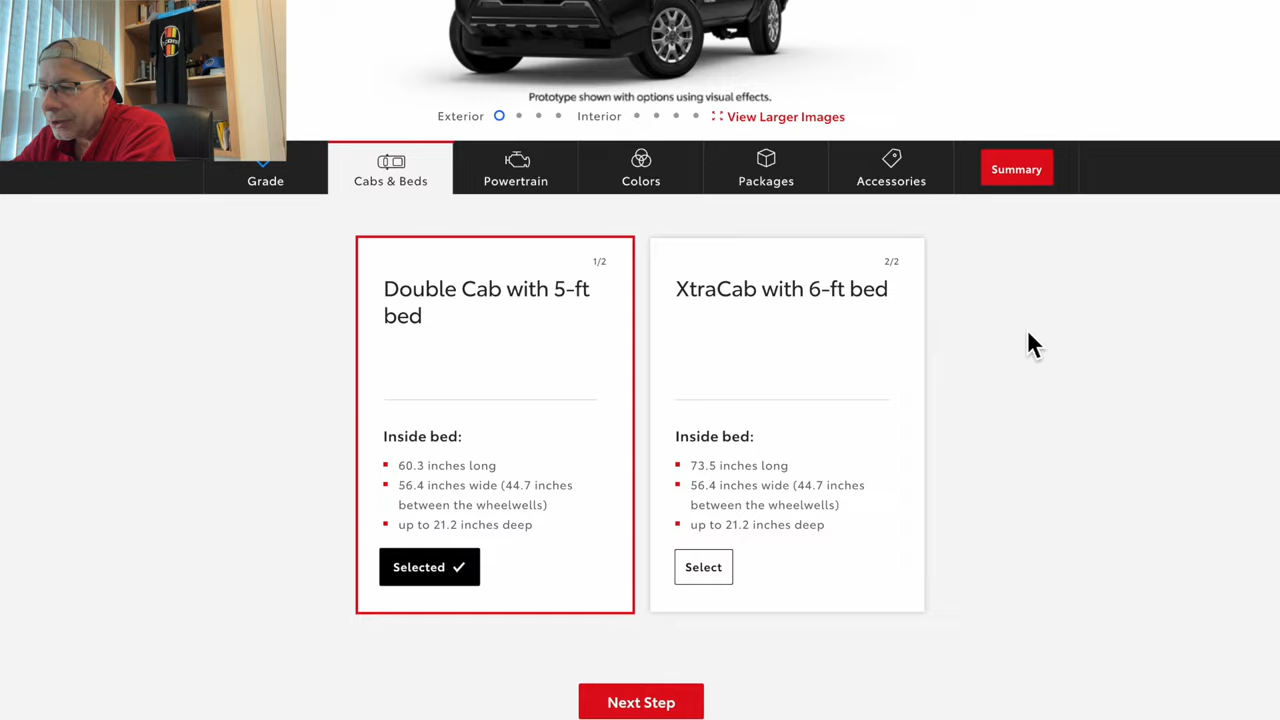 Prototype shown with options using visual effects.
Exterior
Interior
View Larger Images
Grade
Cabs & Beds
Powertrain
Colors
Packages
Accessories
Summary
1/2
Double Cab with 5-ft
bed
Inside bed:
60.3 inches long
56.4 inches wide (44.7 inches
between the wheelwells)
up to 21.2 inches deep
Selected
2/2
XtraCab with 6-ft bed
Inside bed:
73.5 inches long
56.4 inches wide (44.7 inches
between the wheelwells)
up to 21.2 inches deep
Select
Next Step